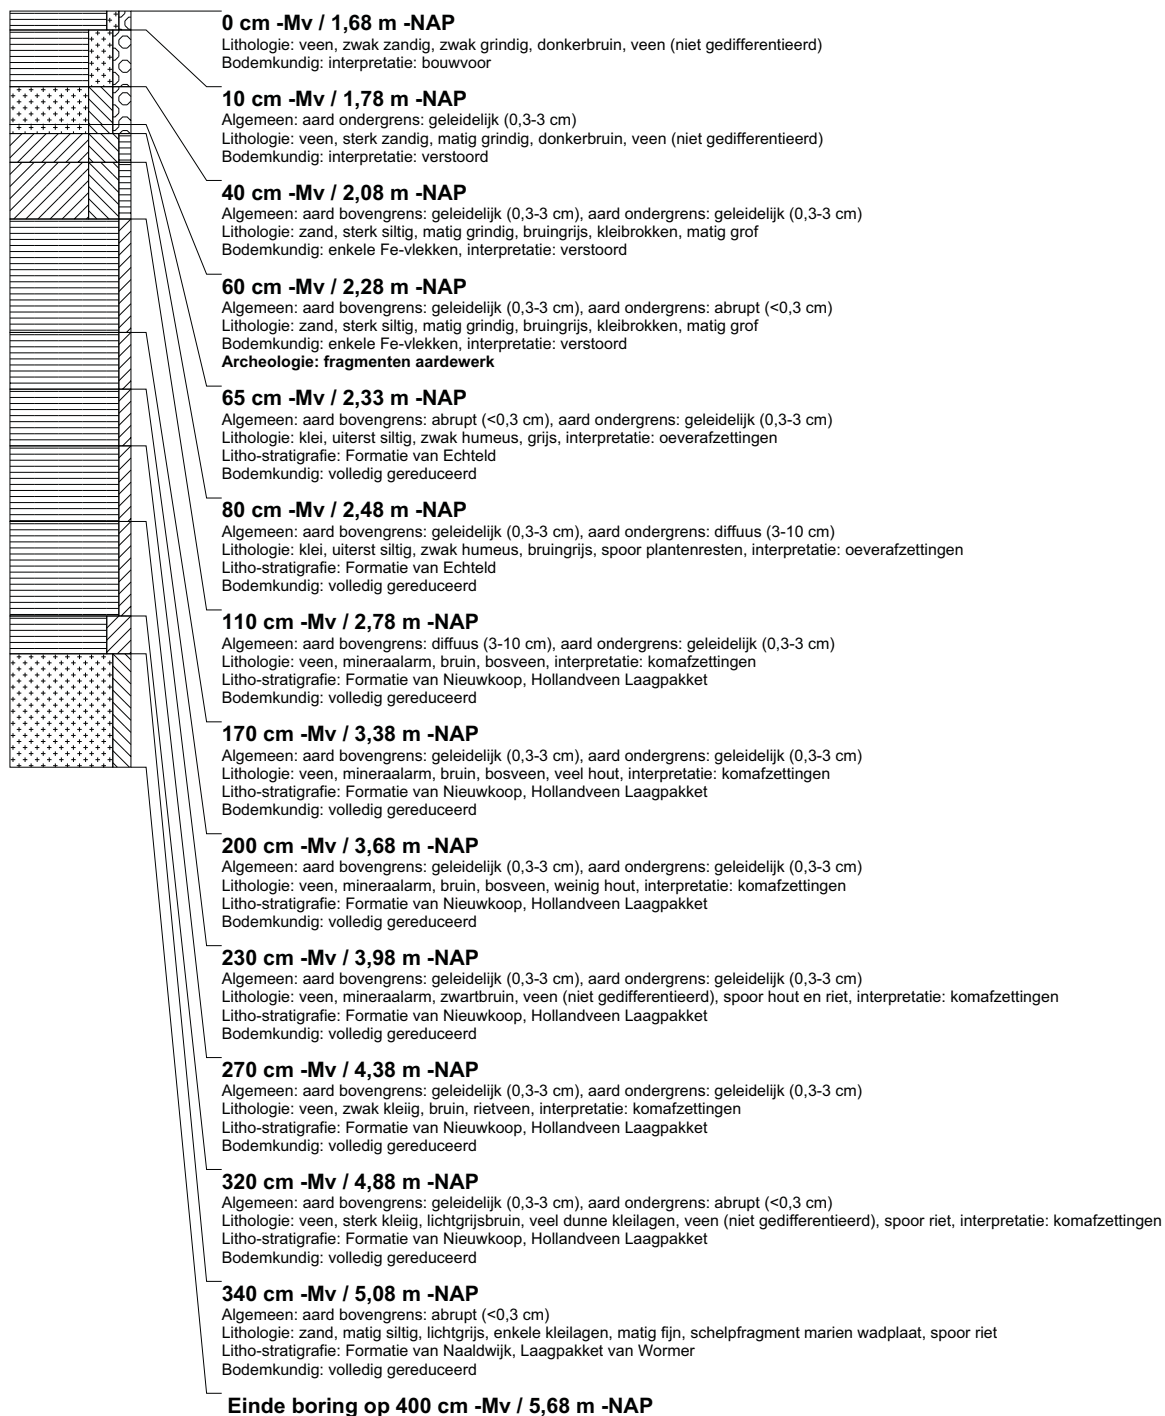 0 cm -Mv / 1,68 m -NAP
Lithologie: veen, zwak zandig, zwak grindig, donkerbruin, veen (niet gedifferentieerd)
Bodemkundig: interpretatie: bouwvoor
10 cm -Mv / 1,78 m -NAP
Algemeen: aard ondergrens: geleidelijk (0,3-3 cm)
Lithologie: veen, sterk zandig, matig grindig, donkerbruin, veen (niet gedifferentieerd)
Bodemkundig: interpretatie: verstoord
40 cm -Mv / 2,08 m -NAP
Algemeen: aard bovengrens: geleidelijk (0,3-3 cm), aard ondergrens: geleidelijk (0,3-3 cm)
Lithologie: zand, sterk siltig, matig grindig, bruingrijs, kleibrokken, matig grof
Bodemkundig: enkele Fe-vlekken, interpretatie: verstoord
60 cm -Mv / 2,28 m -NAP
Algemeen: aard bovengrens: geleidelijk (0,3-3 cm), aard ondergrens: abrupt (<0,3 cm)
Lithologie: zand, sterk siltig, matig grindig, bruingrijs, kleibrokken, matig grof
Bodemkundig: enkele Fe-vlekken, interpretatie: verstoord
Archeologie: fragmenten aardewerk
65 cm -Mv / 2,33 m -NAP
Algemeen: aard bovengrens: abrupt (<0,3 cm), aard ondergrens: geleidelijk (0,3-3 cm)
Lithologie: klei, uiterst siltig, zwak humeus, grijs, interpretatie: oeverafzettingen
Litho-stratigrafie: Formatie van Echteld
Bodemkundig: volledig gereduceerd
80 cm -Mv / 2,48 m -NAP
Algemeen: aard bovengrens: geleidelijk (0,3-3 cm), aard ondergrens: diffuus (3-10 cm)
Lithologie: klei, uiterst siltig, zwak humeus, bruingrijs, spoor plantenresten, interpretatie: oeverafzettingen
Litho-stratigrafie: Formatie van Echteld
Bodemkundig: volledig gereduceerd
110 cm -Mv / 2,78 m -NAP
Algemeen: aard bovengrens: diffuus (3-10 cm), aard ondergrens: geleidelijk (0,3-3 cm)
Lithologie: veen, mineraalarm, bruin, bosveen, interpretatie: komafzettingen
Litho-stratigrafie: Formatie van Nieuwkoop, Hollandveen Laagpakket
Bodemkundig: volledig gereduceerd
170 cm -Mv / 3,38 m -NAP
Algemeen: aard bovengrens: geleidelijk (0,3-3 cm), aard ondergrens: geleidelijk (0,3-3 cm)
Lithologie: veen, mineraalarm, bruin, bosveen, veel hout, interpretatie: komafzettingen
Litho-stratigrafie: Formatie van Nieuwkoop, Hollandveen Laagpakket
Bodemkundig: volledig gereduceerd
200 cm -Mv / 3,68 m -NAP
Algemeen: aard bovengrens: geleidelijk (0,3-3 cm), aard ondergrens: geleidelijk (0,3-3 cm)
Lithologie: veen, mineraalarm, bruin, bosveen, weinig hout, interpretatie: komafzettingen
Litho-stratigrafie: Formatie van Nieuwkoop, Hollandveen Laagpakket
Bodemkundig: volledig gereduceerd
230 cm -Mv / 3,98 m -NAP
Algemeen: aard bovengrens: geleidelijk (0,3-3 cm), aard ondergrens: geleidelijk (0,3-3 cm)
Lithologie: veen, mineraalarm, zwartbruin, veen (niet gedifferentieerd), spoor hout en riet, interpretatie: komafzettingen
Litho-stratigrafie: Formatie van Nieuwkoop, Hollandveen Laagpakket
Bodemkundig: volledig gereduceerd
270 cm -Mv / 4,38 m -NAP
Algemeen: aard bovengrens: geleidelijk (0,3-3 cm), aard ondergrens: geleidelijk (0,3-3 cm)
Lithologie: veen, zwak kleiig, bruin, rietveen, interpretatie: komafzettingen
Litho-stratigrafie: Formatie van Nieuwkoop, Hollandveen Laagpakket
Bodemkundig: volledig gereduceerd
320 cm -Mv / 4,88 m -NAP
Algemeen: aard bovengrens: geleidelijk (0,3-3 cm), aard ondergrens: abrupt (<0,3 cm)
Lithologie: veen, sterk kleiig, lichtgrijsbruin, veel dunne kleilagen, veen (niet gedifferentieerd), spoor riet, interpretatie: komafzettingen
Litho-stratigrafie: Formatie van Nieuwkoop, Hollandveen Laagpakket
Bodemkundig: volledig gereduceerd
340 cm -Mv / 5,08 m -NAP
Algemeen: aard bovengrens: abrupt (<0,3 cm)
Lithologie: zand, matig siltig, lichtgrijs, enkele kleilagen, matig fijn, schelpfragment marien wadplaat, spoor riet
Litho-stratigrafie: Formatie van Naaldwijk, Laagpakket van Wormer
Bodemkundig: volledig gereduceerd
Einde boring op 400 cm -Mv / 5,68 m -NAP